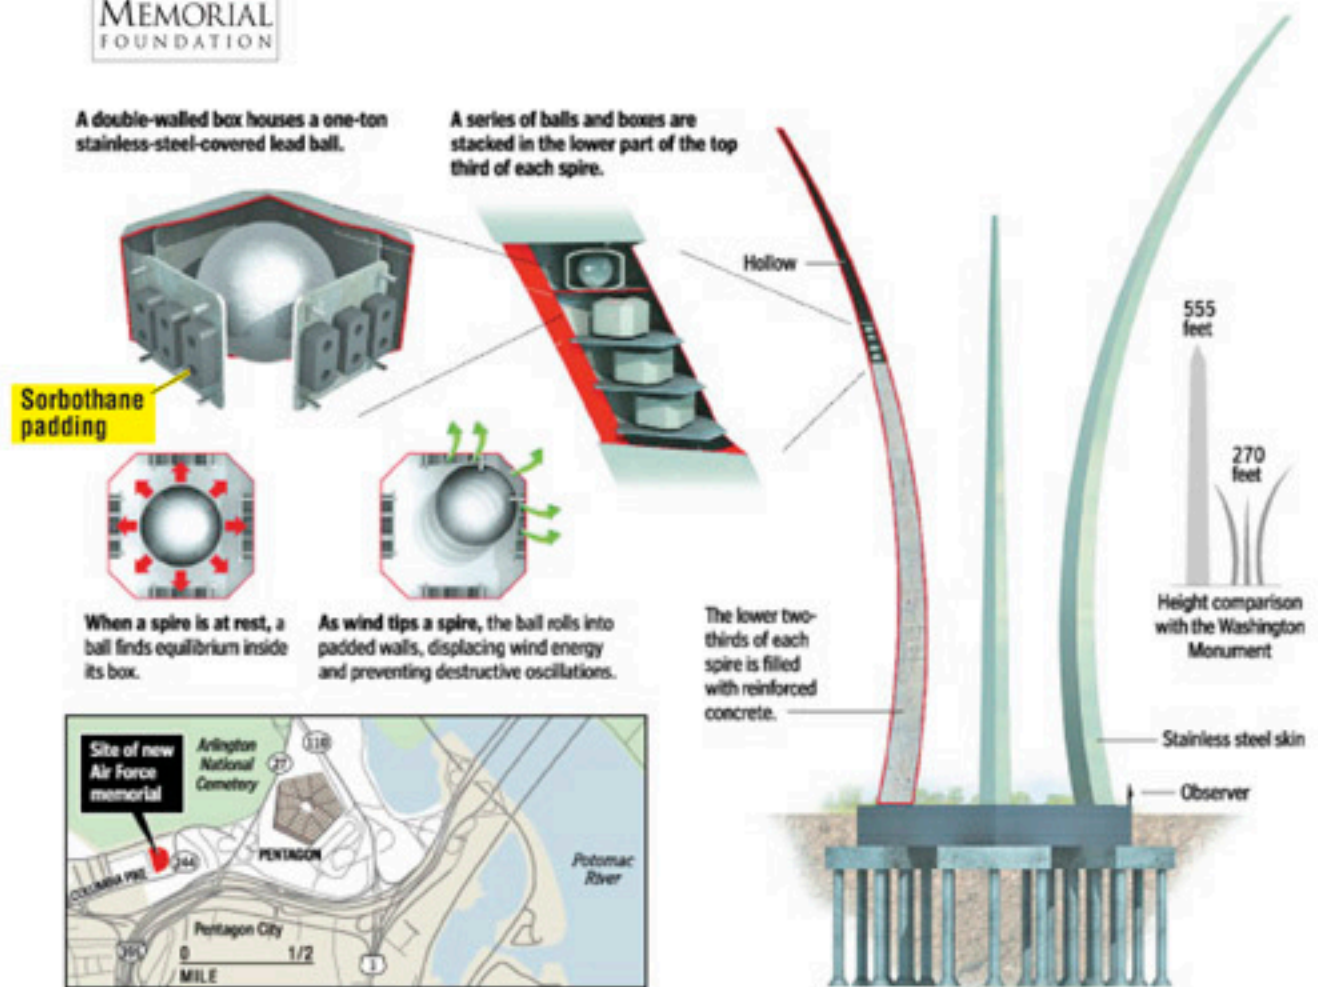 MEMORIAL
FOUNDATION
A double-walled box houses a one-ton
stainless-steel-covered lead ball.
A series of balls and boxes are
stacked in the lower part of the top
third of each spire.
Hollow
555
feet
Sorbothane
padding
270
feet
When a spire is at rest, a
ball finds equilibrium inside
its box.
As wind tips a spire, the ball rolls into
padded walls, displacing wind energy
and preventing destructive oscillations.
The lower two-
thirds of each
spire is filled
with reinforced
concrete.
Height comparison
with the Washington
Monument
Stainless steel skin
Observer
Site of new
Air Force
memorial
Arlington
National
Cemetery
110
27
PENTAGON
244
COLUMBIA PIKE
Potomac
River
Pentagon City
0 1/2
MILE
395
1